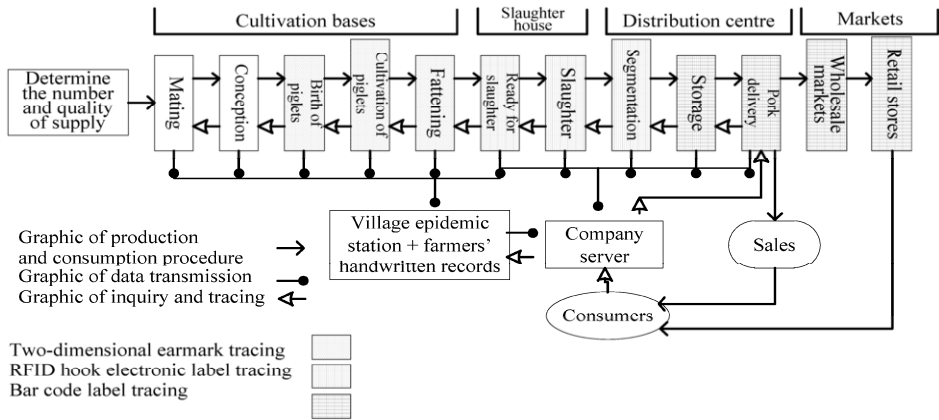 Cultivation bases
Slaughter
house
Distribution centre
Markets
Determine
the number
and quality
of supply
Mating
Conception
Birth of
piglets
Cultivation of
piglets
Fattening
Ready for
slaughter
Slaughter
Segmentation
Storage
Pork
delivery
Wholesale
markets
Retail stores
Village epidemic
station + farmers’
handwritten records
Company
server
Sales
Consumers
Graphic of production
and consumption procedure
Graphic of data transmission
Graphic of inquiry and tracing
Two-dimensional earmark tracing
RFID hook electronic label tracing
Bar code label tracing